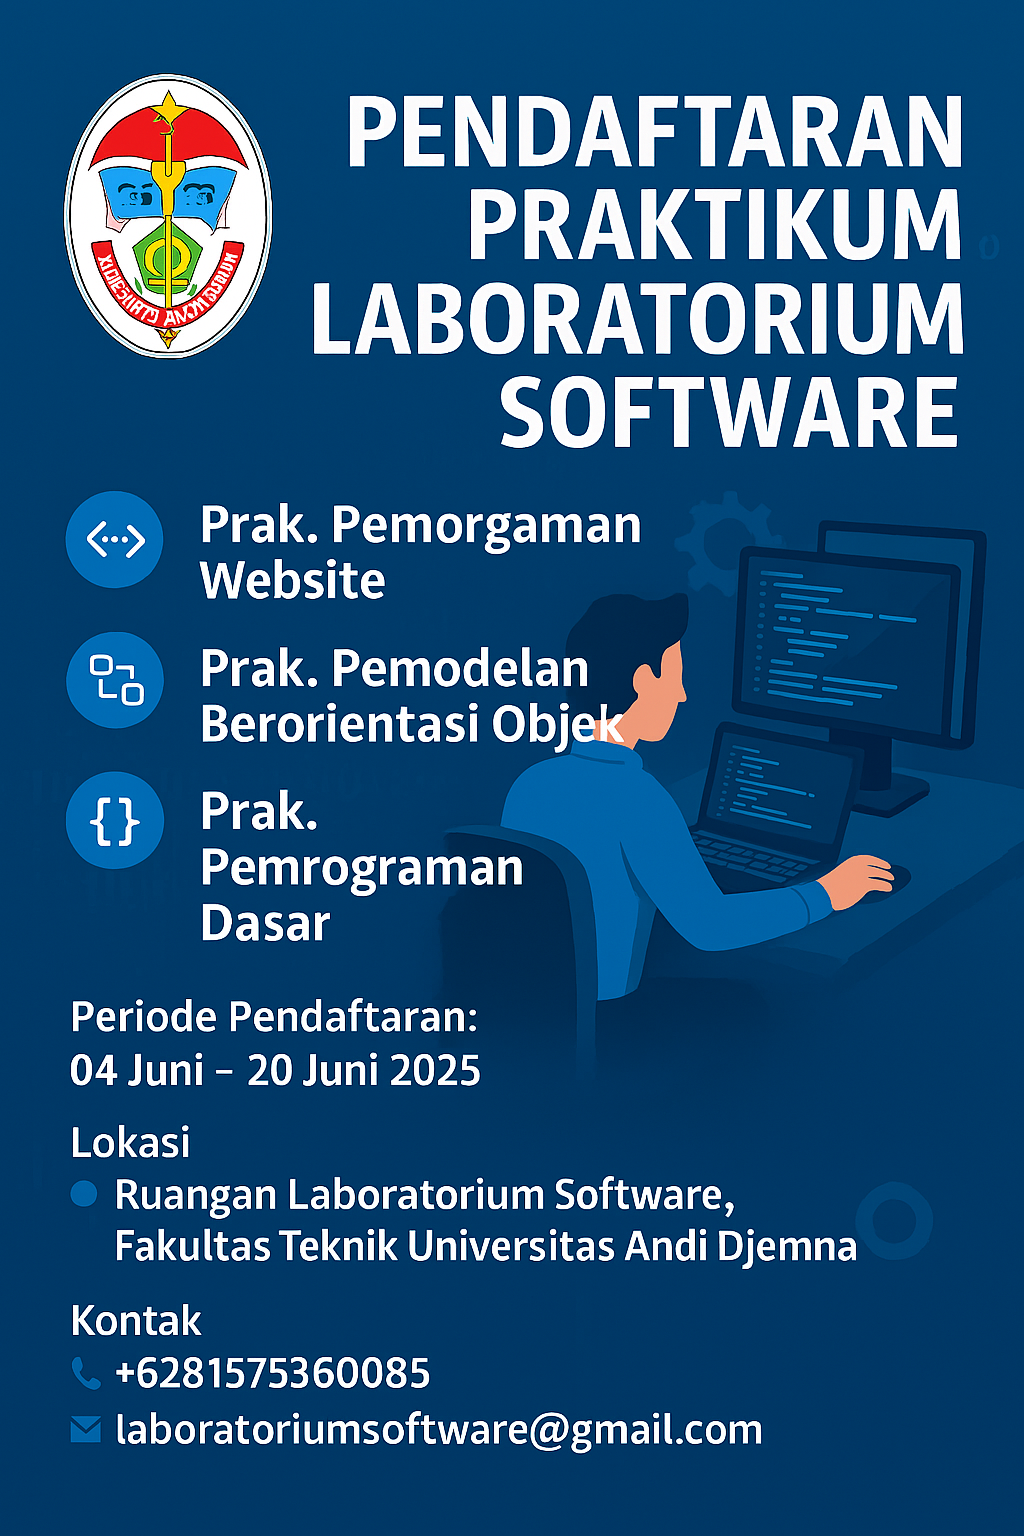 PENDAFTARAN
PRAKTIKUM
LABORATORIUM
SOFTWARE
Prak. Pemorgaman
Website
Prak. Pemodelan
Berorientasi Objek
Prak.
Pemrograman
Dasar
Periode Pendaftaran:
04 Juni – 20 Juni 2025
Lokasi
Ruangan Laboratorium Software,
Fakultas Teknik Universitas Andi Djemna
Kontak
+6281575360085
laboratoriumsoftware@gmail.com